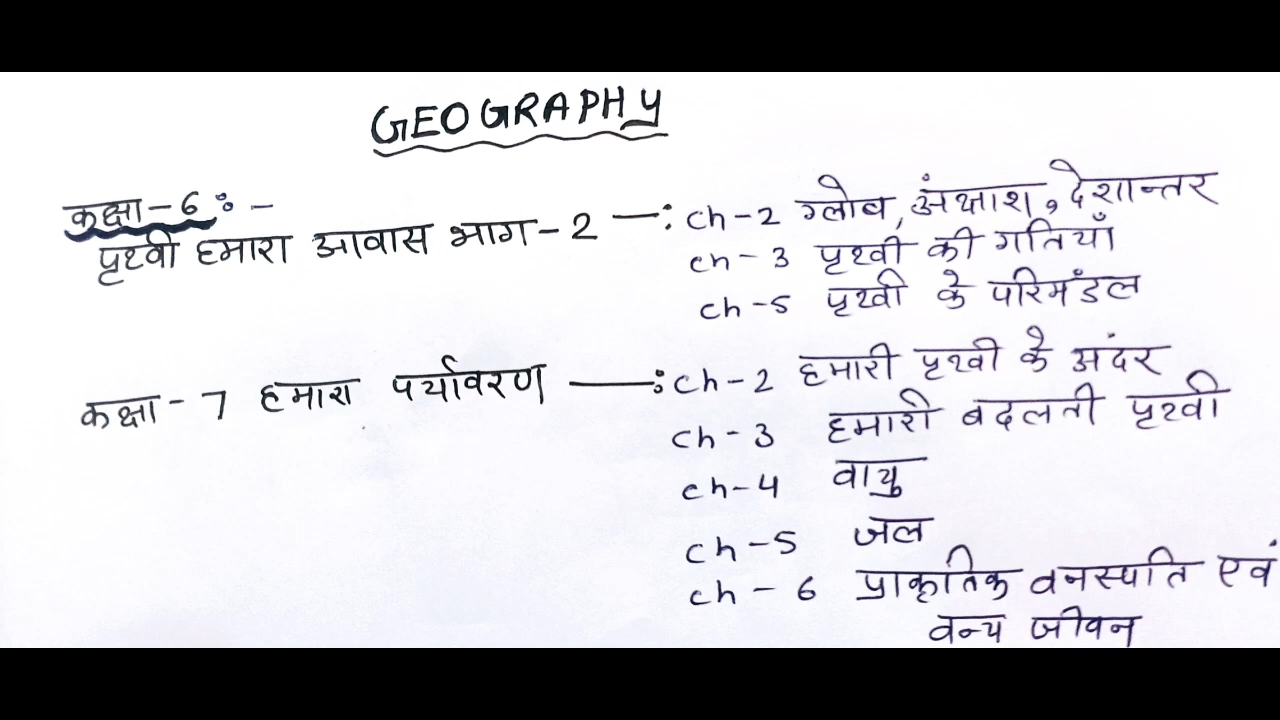 GEOGRAPHY
कक्षा - 6 : -
पृथ्वी हमारा आवास भाग - 2 —: ch - 2 ग्लोब, अंक्षाश, देशान्तर
ch - 3 पृथ्वी की गतियाँ
ch - 5 पृथ्वी के परिमंडल
कक्षा - 7 हमारा पर्यावरण —: ch - 2 हमारी पृथ्वी के अंदर
ch - 3 हमारी बदलती पृथ्वी
ch - 4 वायु
ch - 5 जल
ch - 6 प्राकृतिक वनस्पति एवं
वन्य जीवन